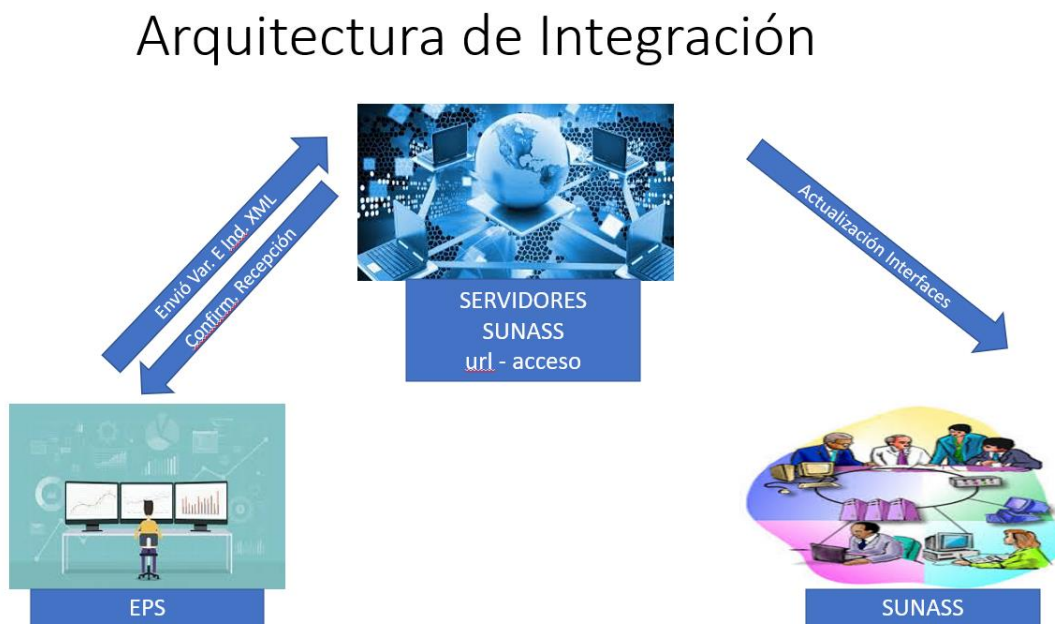 Arquitectura de Integración
Envió Var. E Ind. XML
Confirm. Recepción
SERVIDORES
SUNASS
url - acceso
Actualización Interfaces
EPS
SUNASS